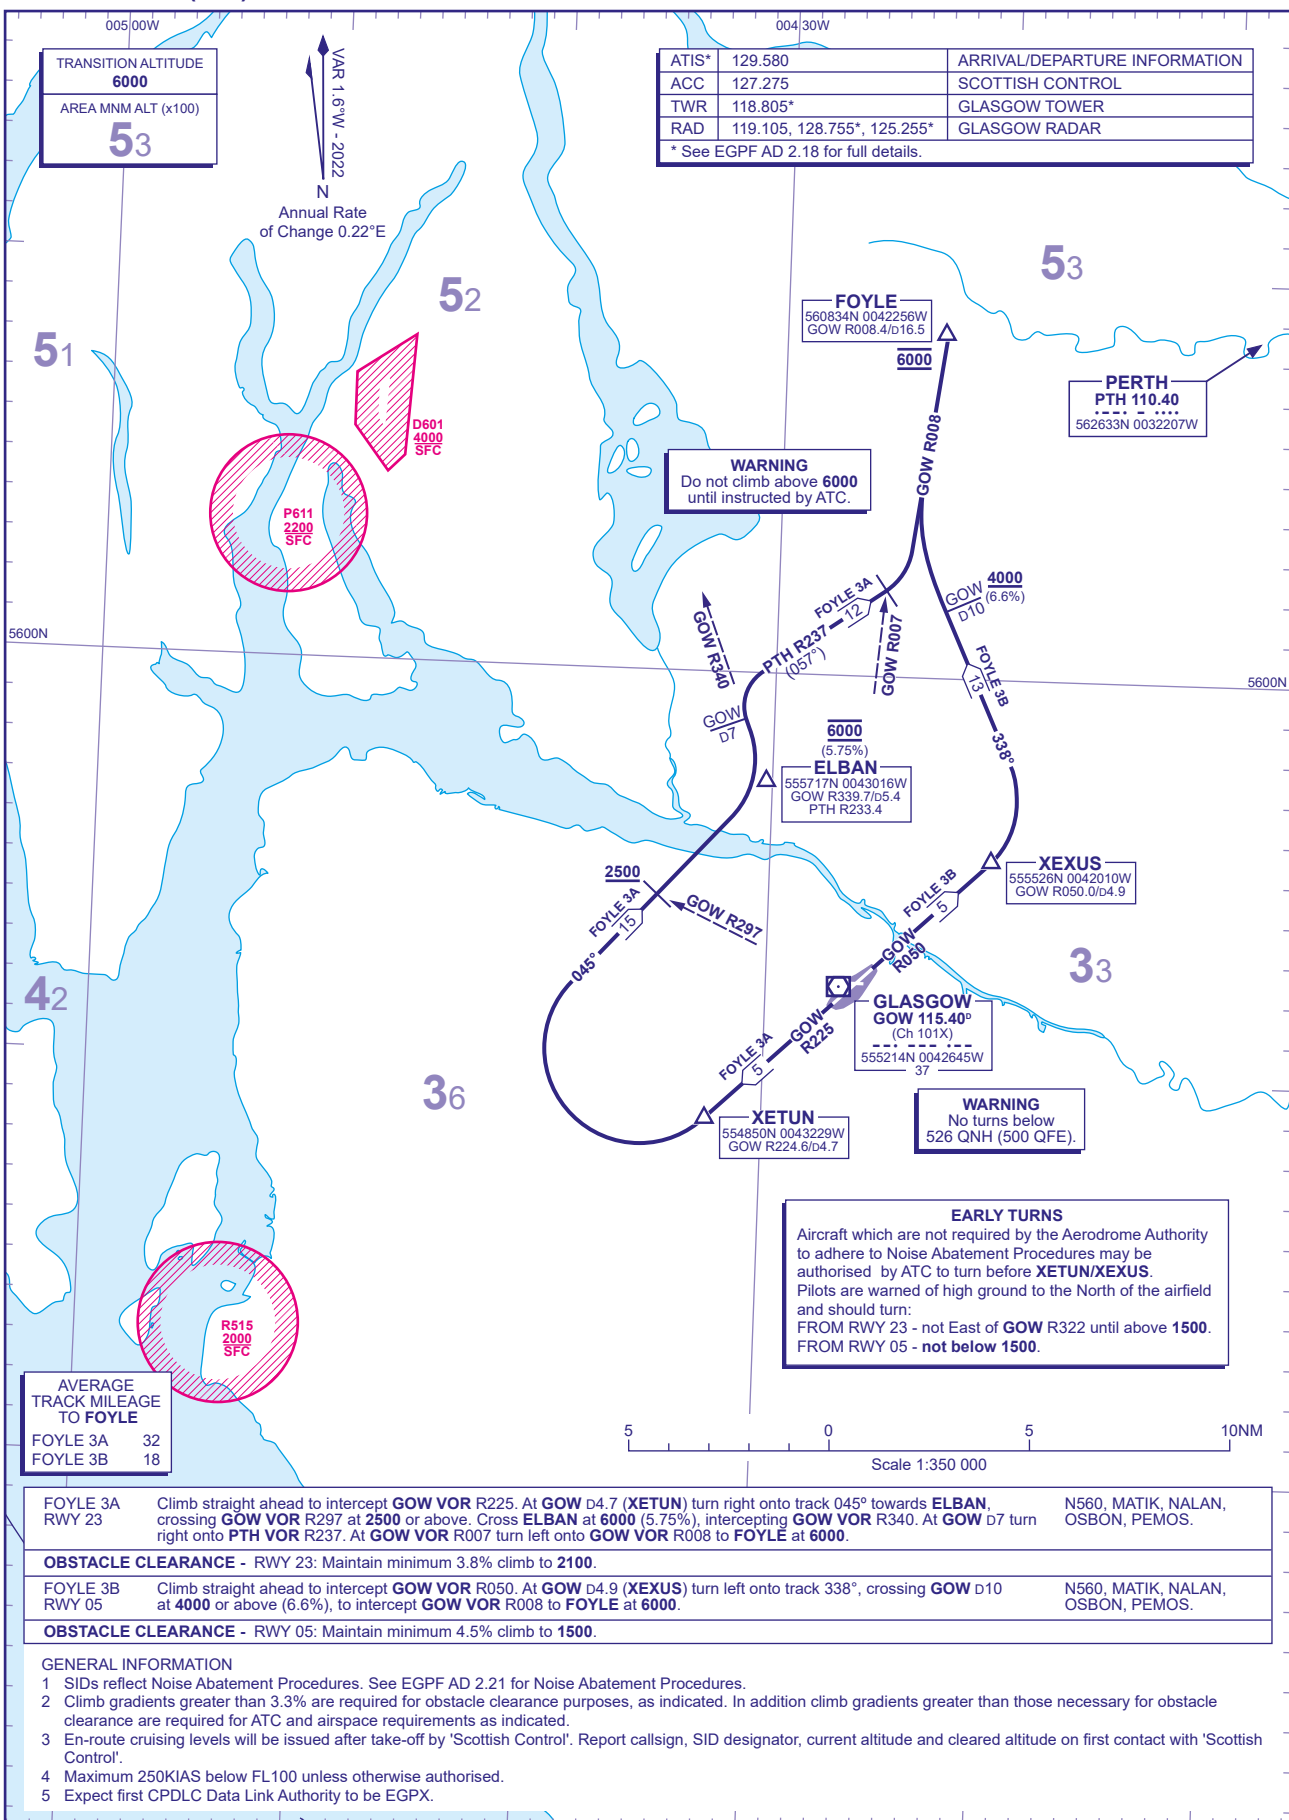 005 00W
004 30W
TRANSITION ALTITUDE
6000
AREA MNM ALT (x100)
53
VAR 1.6°W - 2022
N
Annual Rate
of Change 0.22°E
ATIS* 129.580 ARRIVAL/DEPARTURE INFORMATION
ACC 127.275 SCOTTISH CONTROL
TWR 118.805* GLASGOW TOWER
RAD 119.105, 128.755*, 125.255* GLASGOW RADAR
* See EGPF AD 2.18 for full details.
53
52
51
FOYLE
560834N 0042256W
GOW R008.4/D16.5
6000
PERTH
PTH 110.40
562633N 0032207W
D601
4000
SFC
GOW R008
WARNING
Do not climb above 6000
until instructed by ATC.
P611
2200
SFC
FOYLE 3A
12
GOW D10
4000
(6.6%)
GOW R340
PTH R237
(057°)
GOW R007
5600N
FOYLE 3B
13
5600N
GOW
D7
6000
(5.75%)
338°
ELBAN
555717N 0043016W
GOW R339.7/D5.4
PTH R233.4
2500
XEXUS
555526N 0042010W
GOW R050.0/D4.9
FOYLE 3A
15
GOW R297
FOYLE 3B
5
GOW
R050
045°
33
42
GLASGOW
GOW 115.40D
(Ch 101X)
555214N 0042645W
37
GOW
R225
FOYLE 3A
5
36
WARNING
No turns below
526 QNH (500 QFE).
XETUN
554850N 0043229W
GOW R224.6/D4.7
EARLY TURNS
Aircraft which are not required by the Aerodrome Authority
to adhere to Noise Abatement Procedures may be
authorised by ATC to turn before XETUN/XEXUS.
Pilots are warned of high ground to the North of the airfield
and should turn:
FROM RWY 23 - not East of GOW R322 until above 1500.
FROM RWY 05 - not below 1500.
R515
2000
SFC
AVERAGE
TRACK MILEAGE
TO FOYLE
FOYLE 3A 32
FOYLE 3B 18
5 0 5 10NM
Scale 1:350 000
FOYLE 3A Climb straight ahead to intercept GOW VOR R225. At GOW D4.7 (XETUN) turn right onto track 045º towards ELBAN, N560, MATIK, NALAN,
RWY 23 crossing GOW VOR R297 at 2500 or above. Cross ELBAN at 6000 (5.75%), intercepting GOW VOR R340. At GOW D7 turn OSBON, PEMOS.
right onto PTH VOR R237. At GOW VOR R007 turn left onto GOW VOR R008 to FOYLE at 6000.
OBSTACLE CLEARANCE - RWY 23: Maintain minimum 3.8% climb to 2100.
FOYLE 3B Climb straight ahead to intercept GOW VOR R050. At GOW D4.9 (XEXUS) turn left onto track 338°, crossing GOW D10 N560, MATIK, NALAN,
RWY 05 at 4000 or above (6.6%), to intercept GOW VOR R008 to FOYLE at 6000. OSBON, PEMOS.
OBSTACLE CLEARANCE - RWY 05: Maintain minimum 4.5% climb to 1500.
GENERAL INFORMATION
1 SIDs reflect Noise Abatement Procedures. See EGPF AD 2.21 for Noise Abatement Procedures.
2 Climb gradients greater than 3.3% are required for obstacle clearance purposes, as indicated. In addition climb gradients greater than those necessary for obstacle
clearance are required for ATC and airspace requirements as indicated.
3 En-route cruising levels will be issued after take-off by 'Scottish Control'. Report callsign, SID designator, current altitude and cleared altitude on first contact with 'Scottish
Control'.
4 Maximum 250KIAS below FL100 unless otherwise authorised.
5 Expect first CPDLC Data Link Authority to be EGPX.